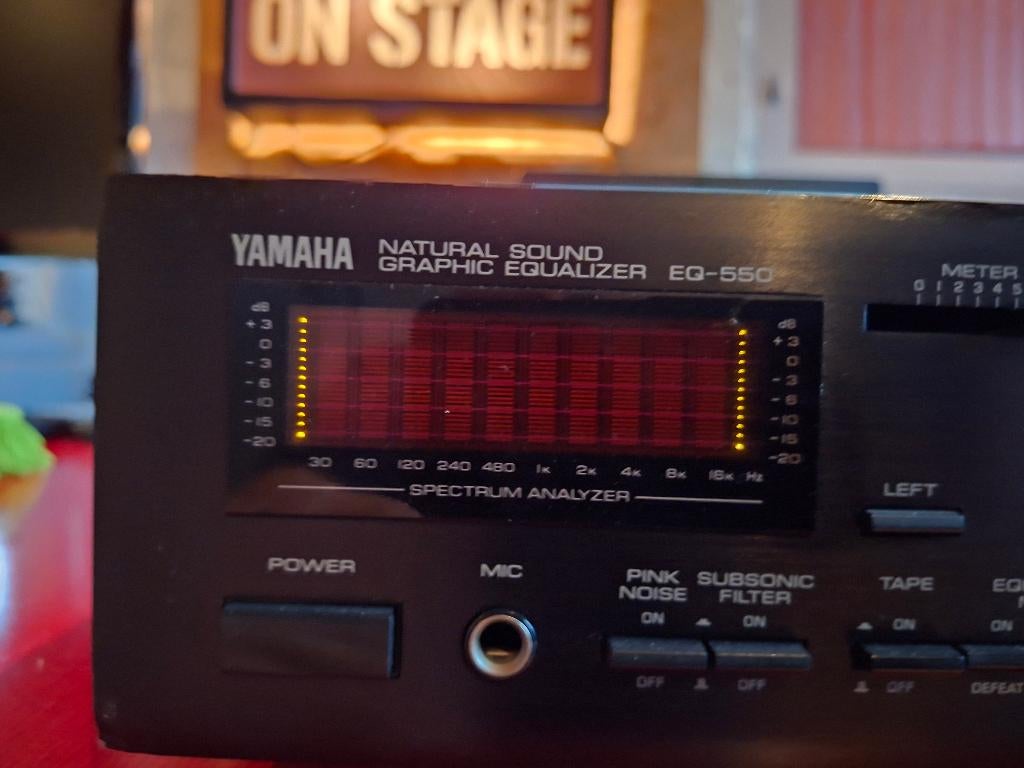 ON STAGE
YAMAHA
NATURAL SOUND
GRAPHIC EQUALIZER EQ-550
METER
0 1 2 3 4 5
dB
+3
0
-3
-6
-10
-15
-20
dB
+3
0
-3
-6
-10
-15
-20
30 60 120 240 480 1K 2K 4K 8K 16K Hz
SPECTRUM ANALYZER
LEFT
POWER
MIC
PINK
NOISE
SUBSONIC
FILTER
TAPE
ON
ON
ON
ON
OFF
OFF
OFF
DEFEAT